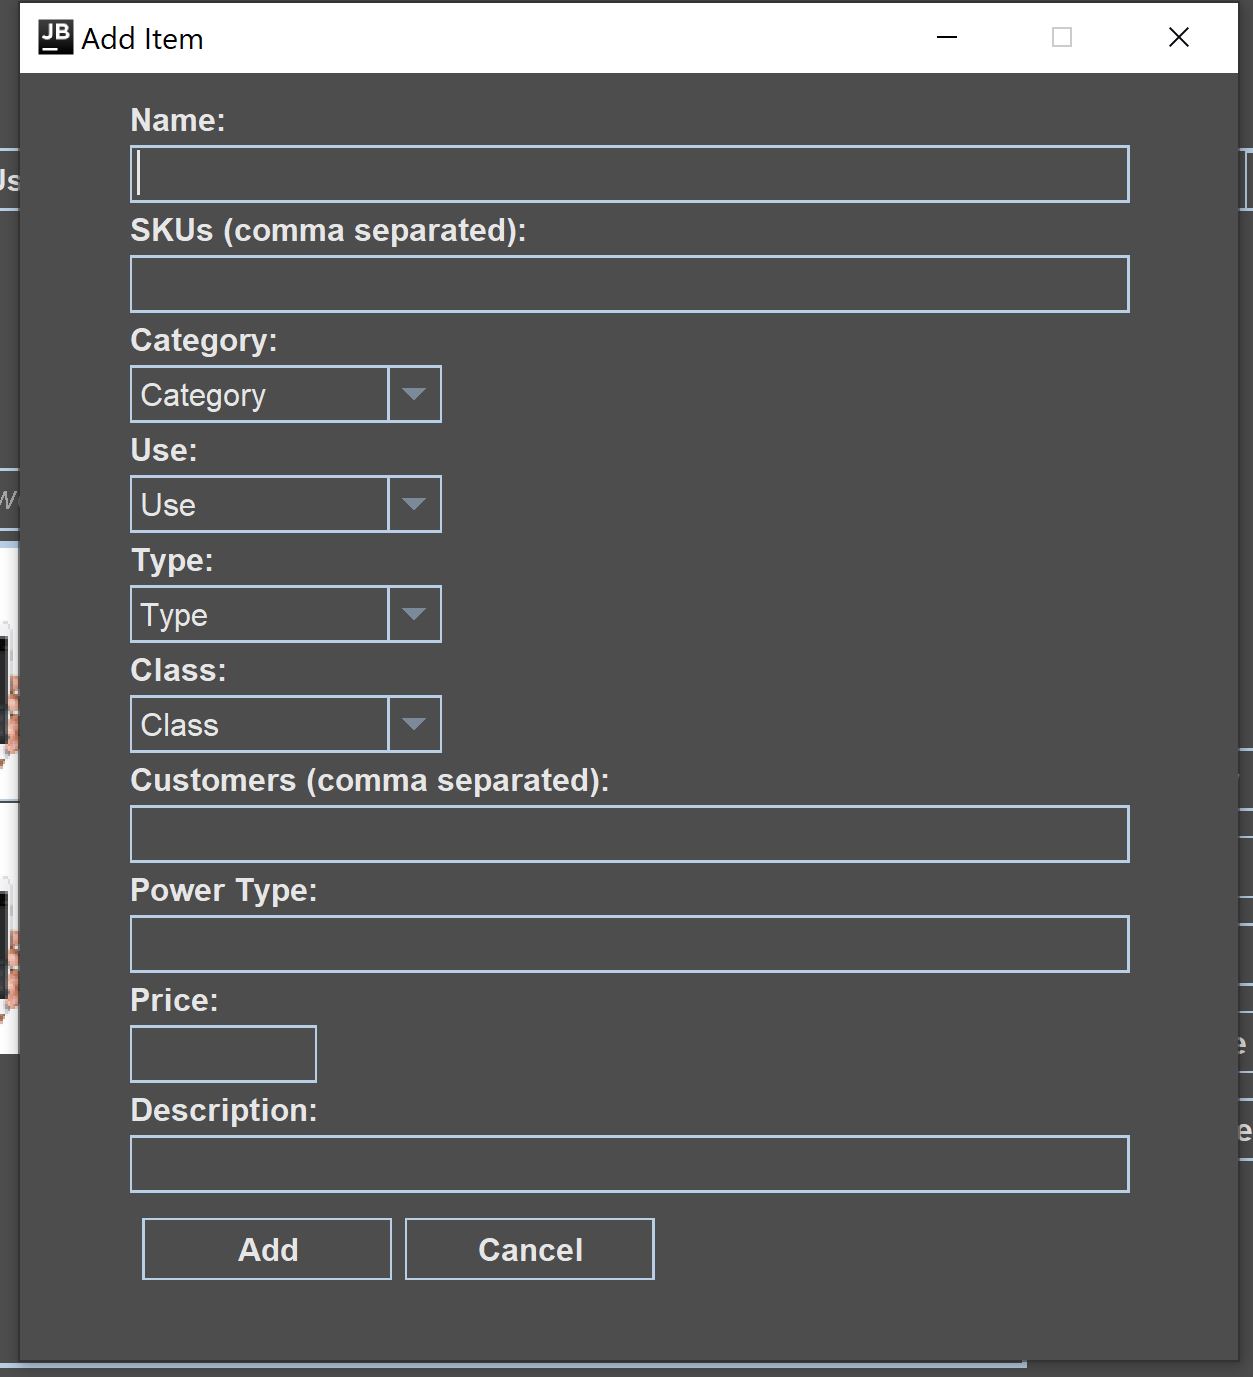 JB Add Item
Name:
SKUs (comma separated):
Category:
Category
Use:
Use
Type:
Type
Class:
Class
Customers (comma separated):
Power Type:
Price:
Description:
Add Cancel